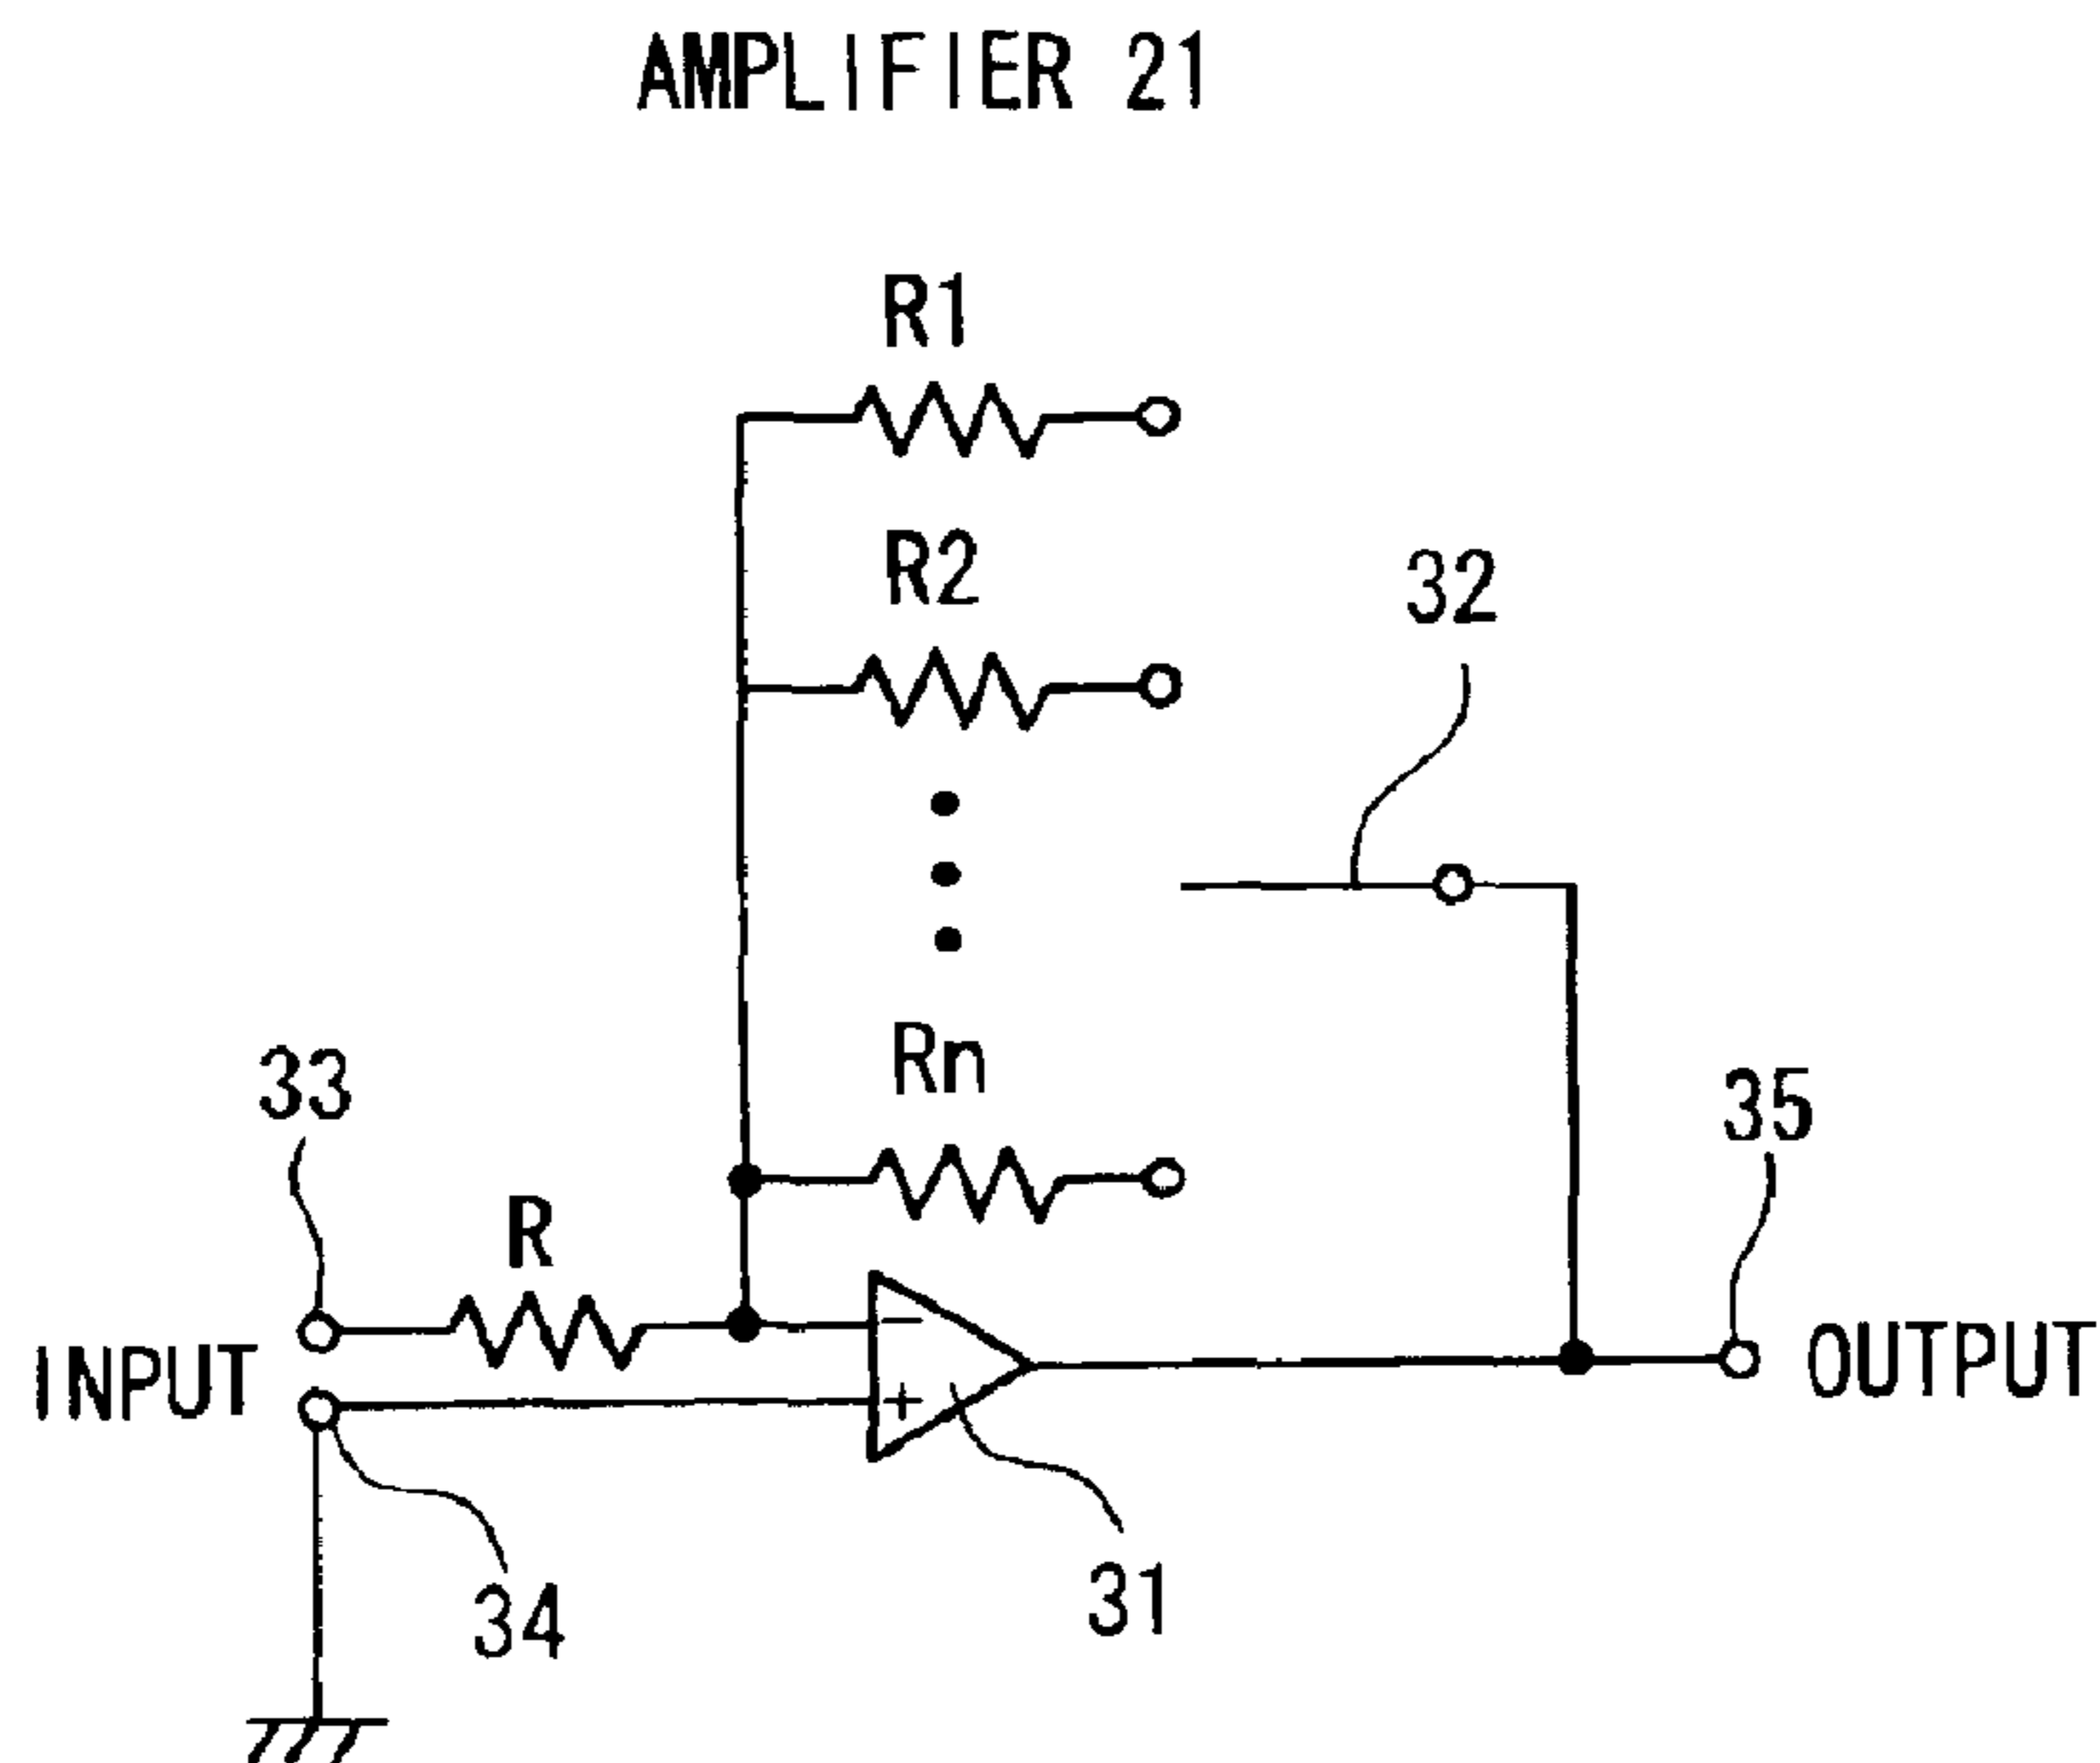 AMPLIFIER 21
R1
R2
32
Rn
33
35
R
−
INPUT
OUTPUT
+
34
31